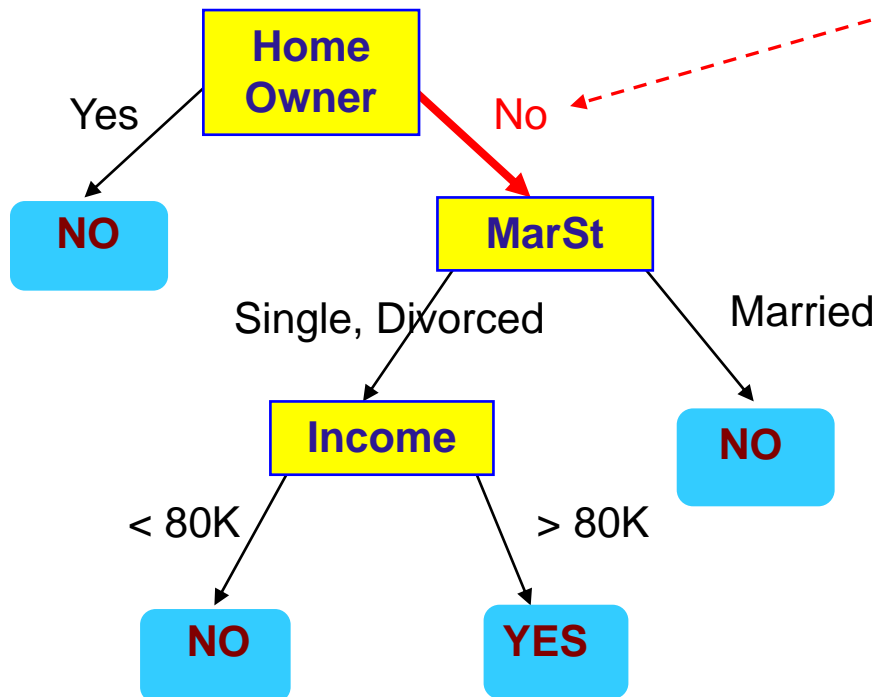 Home
Owner
Yes
No
NO
MarSt
Single, Divorced
Married
Income
NO
< 80K
> 80K
NO
YES